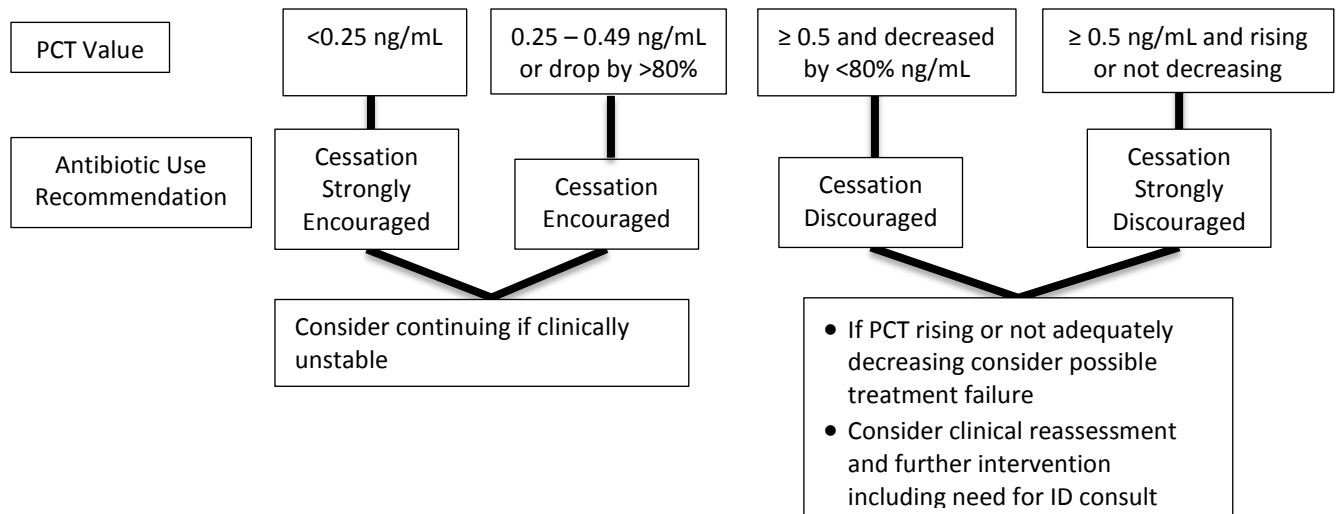 PCT Value
<0.25 ng/mL
0.25 – 0.49 ng/mL
or drop by >80%
≥ 0.5 and decreased
by <80% ng/mL
≥ 0.5 ng/mL and rising
or not decreasing
Antibiotic Use
Recommendation
Cessation
Strongly
Encouraged
Cessation
Encouraged
Cessation
Discouraged
Cessation
Strongly
Discouraged
Consider continuing if clinically
unstable
• If PCT rising or not adequately
decreasing consider possible
treatment failure
• Consider clinical reassessment
and further intervention
including need for ID consult